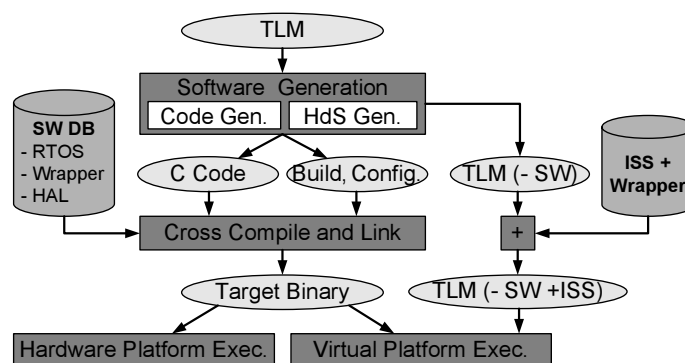 TLM
Software Generation
Code Gen.
HdS Gen.
SW DB
- RTOS
- Wrapper
- HAL
C Code
Build, Config.
TLM (- SW)
ISS +
Wrapper
Cross Compile and Link
+
Target Binary
TLM (- SW +ISS)
Hardware Platform Exec.
Virtual Platform Exec.